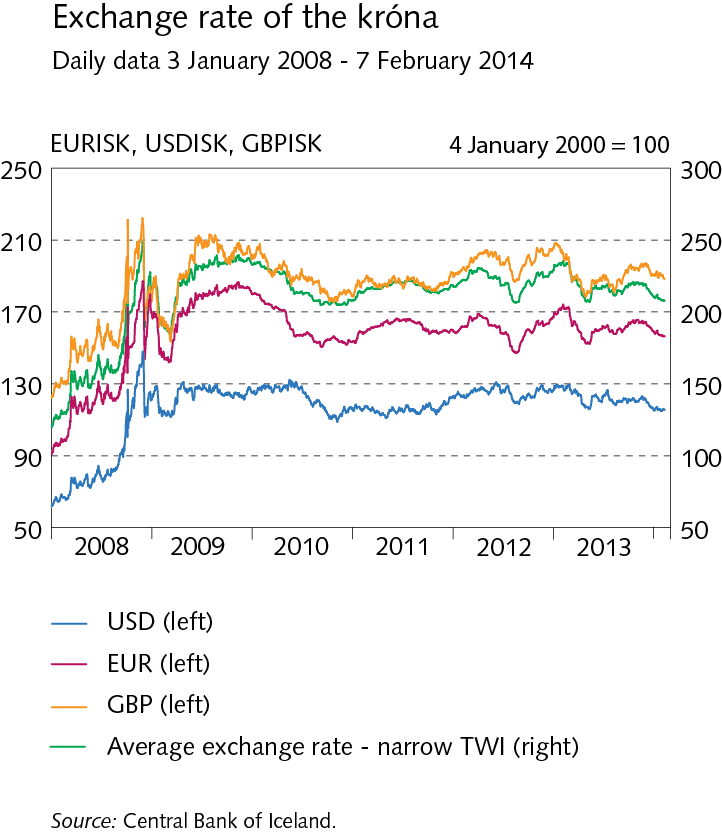 Exchange rate of the króna
Daily data 3 January 2008 - 7 February 2014
EURISK, USDISK, GBPISK 4 January 2000 = 100
250 300
210 250
170 200
130 150
90 100
50 50
2008 2009 2010 2011 2012 2013
USD (left)
EUR (left)
GBP (left)
Average exchange rate - narrow TWI (right)
Source: Central Bank of Iceland.